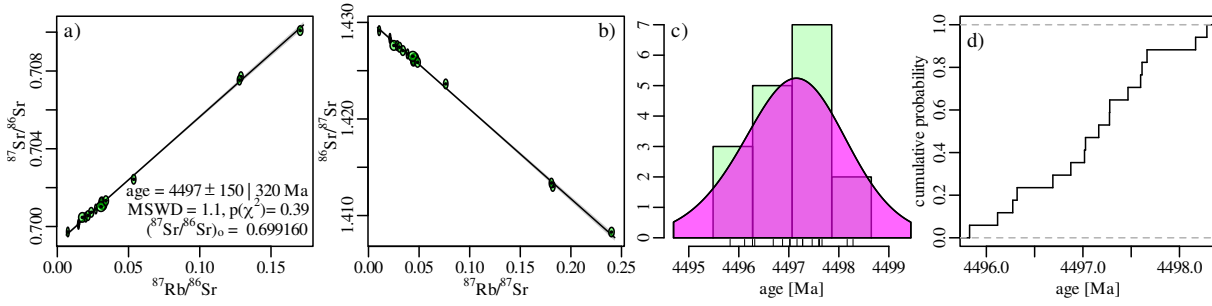 a)
⁸⁷Sr/⁸⁶Sr
0.700 0.704 0.708
0.00 0.05 0.10 0.15
⁸⁷Rb/⁸⁶Sr
age = 4497 ± 150 | 320 Ma
MSWD = 1.1, p(χ²)= 0.39
(⁸⁷Sr/⁸⁶Sr)₀ = 0.699160
b)
⁸⁶Sr/⁸⁷Sr
1.410 1.420 1.430
0.00 0.05 0.10 0.15 0.20 0.25
⁸⁷Rb/⁸⁷Sr
c)
0 1 2 3 4 5 6 7
4495 4496 4497 4498 4499
age [Ma]
d)
cumulative probability
0.0 0.2 0.4 0.6 0.8 1.0
4496.0 4497.0 4498.0
age [Ma]